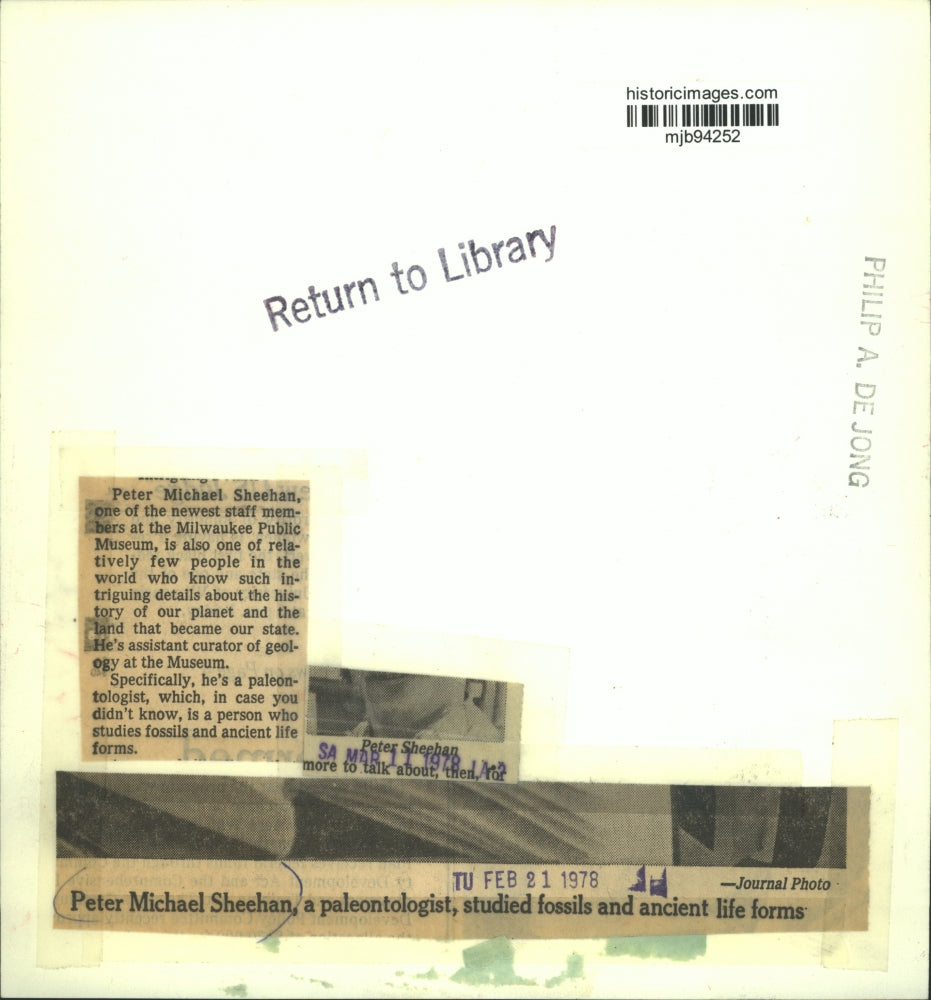 historicimages.com
mjb94252
Return to Library
PHILIP A. DE JONG
Peter Michael Sheehan,
one of the newest staff mem-
bers at the Milwaukee Public
Museum, is also one of rela-
tively few people in the
world who know such in-
triguing details about the his-
tory of our planet and the
land that became our state.
He's assistant curator of geol-
ogy at the Museum.
Specifically, he's a paleon-
tologist, which, in case you
didn't know, is a person who
studies fossils and ancient life
forms.
Peter Sheehan
SA MAR 11 1978
more to talk about, then, for
TU FEB 21 1978
—Journal Photo
Peter Michael Sheehan, a paleontologist, studied fossils and ancient life forms